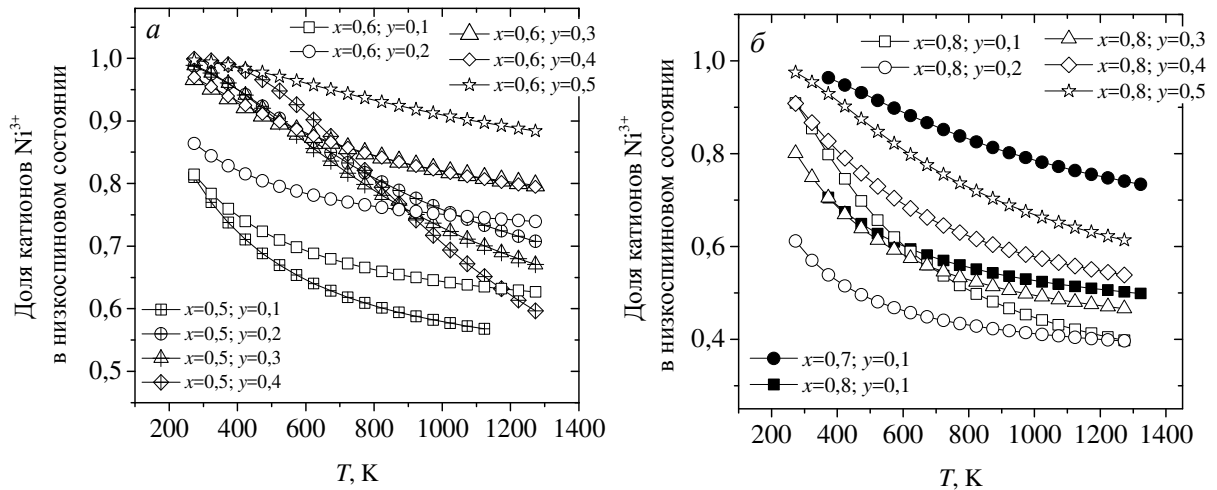 а
x=0,6; y=0,1
x=0,6; y=0,2
x=0,6; y=0,3
x=0,6; y=0,4
x=0,6; y=0,5
Доля катионов Ni³⁺
в низкоспиновом состоянии
1,0
0,9
0,8
0,7
0,6
0,5
x=0,5; y=0,1
x=0,5; y=0,2
x=0,5; y=0,3
x=0,5; y=0,4
200 400 600 800 1000 1200 1400
T, K
б
x=0,8; y=0,1
x=0,8; y=0,2
x=0,8; y=0,3
x=0,8; y=0,4
x=0,8; y=0,5
Доля катионов Ni³⁺
в низкоспиновом состоянии
1,0
0,8
0,6
0,4
x=0,7; y=0,1
x=0,8; y=0,1
200 400 600 800 1000 1200 1400
T, K